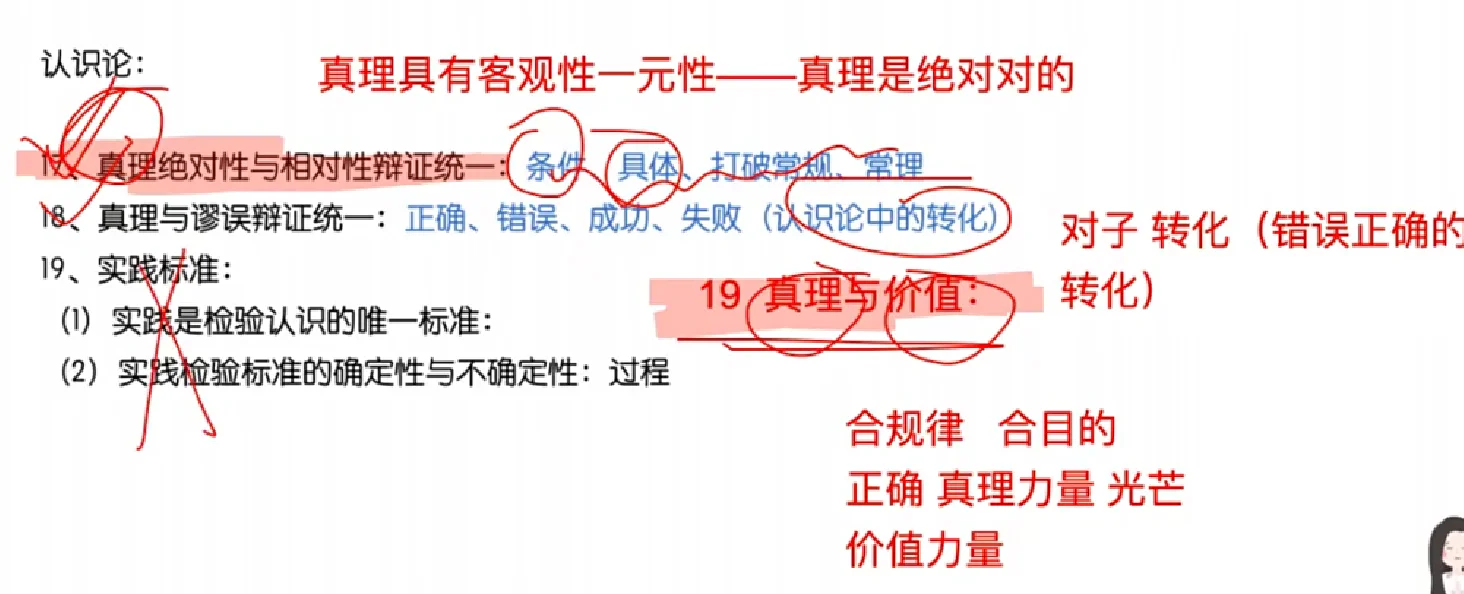 认识论：
真理具有客观性一元性——真理是绝对对的
17、真理绝对性与相对性辩证统一：条件、具体、打破常规、常理
18、真理与谬误辩证统一：正确、错误、成功、失败（认识论中的转化）
对子 转化（错误正确的
转化）
19、实践标准：
19 真理与价值：
（1）实践是检验认识的唯一标准：
（2）实践检验标准的确定性与不确定性：过程
合规律 合目的
正确 真理力量 光芒
价值力量